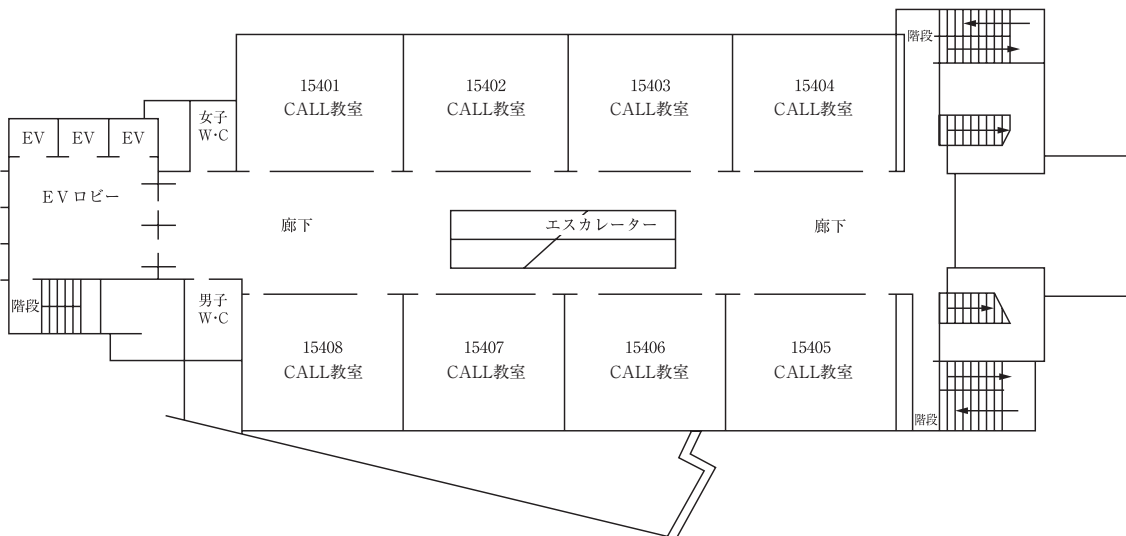 階段
15401
CALL教室
15402
CALL教室
15403
CALL教室
15404
CALL教室
女子
W・C
EV
EV
EV
EVロビー
廊下
エスカレーター
廊下
階段
男子
W・C
15408
CALL教室
15407
CALL教室
15406
CALL教室
15405
CALL教室
階段